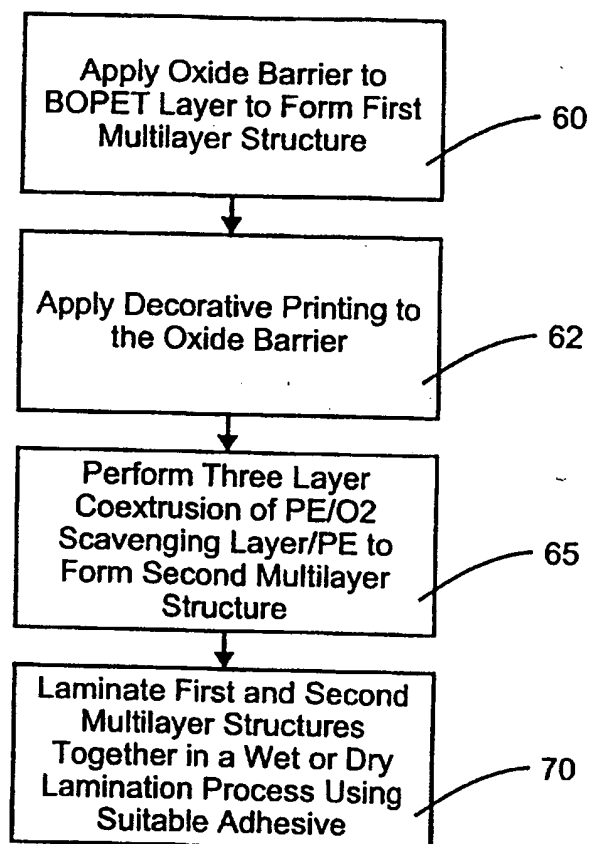 Apply Oxide Barrier to
BOPET Layer to Form First
Multilayer Structure
60
Apply Decorative Printing to
the Oxide Barrier
62
Perform Three Layer
Coextrusion of PE/O2
Scavenging Layer/PE to
Form Second Multilayer
Structure
65
Laminate First and Second
Multilayer Structures
Together in a Wet or Dry
Lamination Process Using
Suitable Adhesive
70